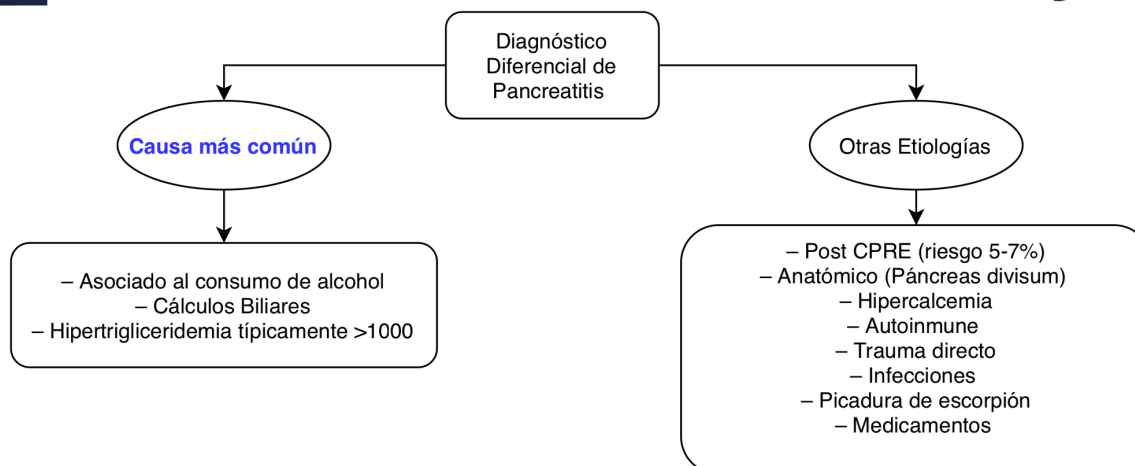 Diagnóstico
Diferencial de
Pancreatitis
Causa más común
Otras Etiologías
– Asociado al consumo de alcohol
– Cálculos Biliares
– Hipertrigliceridemia típicamente >1000
– Post CPRE (riesgo 5-7%)
– Anatómico (Páncreas divisum)
– Hipercalcemia
– Autoinmune
– Trauma directo
– Infecciones
– Picadura de escorpión
– Medicamentos